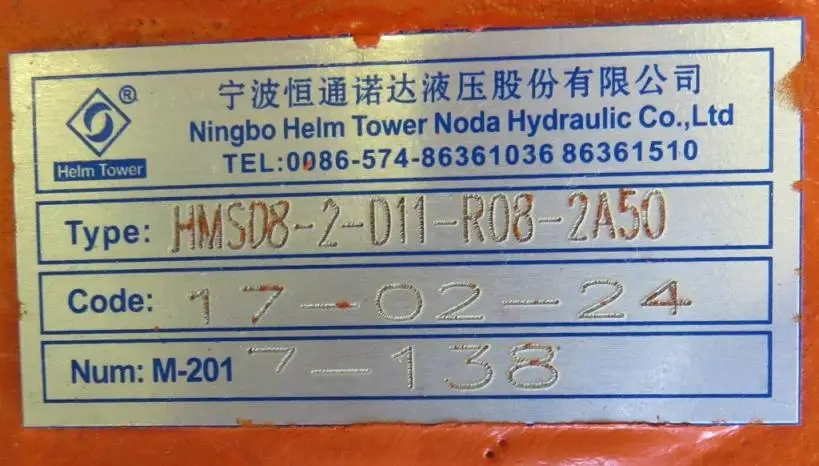 宁波恒通诺达液压股份有限公司
®
Ningbo Helm Tower Noda Hydraulic Co.,Ltd
Helm Tower
TEL:0086-574-86361036 86361510
Type: HMSD8-2-D11-R08-2A50
Code: 17-02-24
Num: M-2017-138